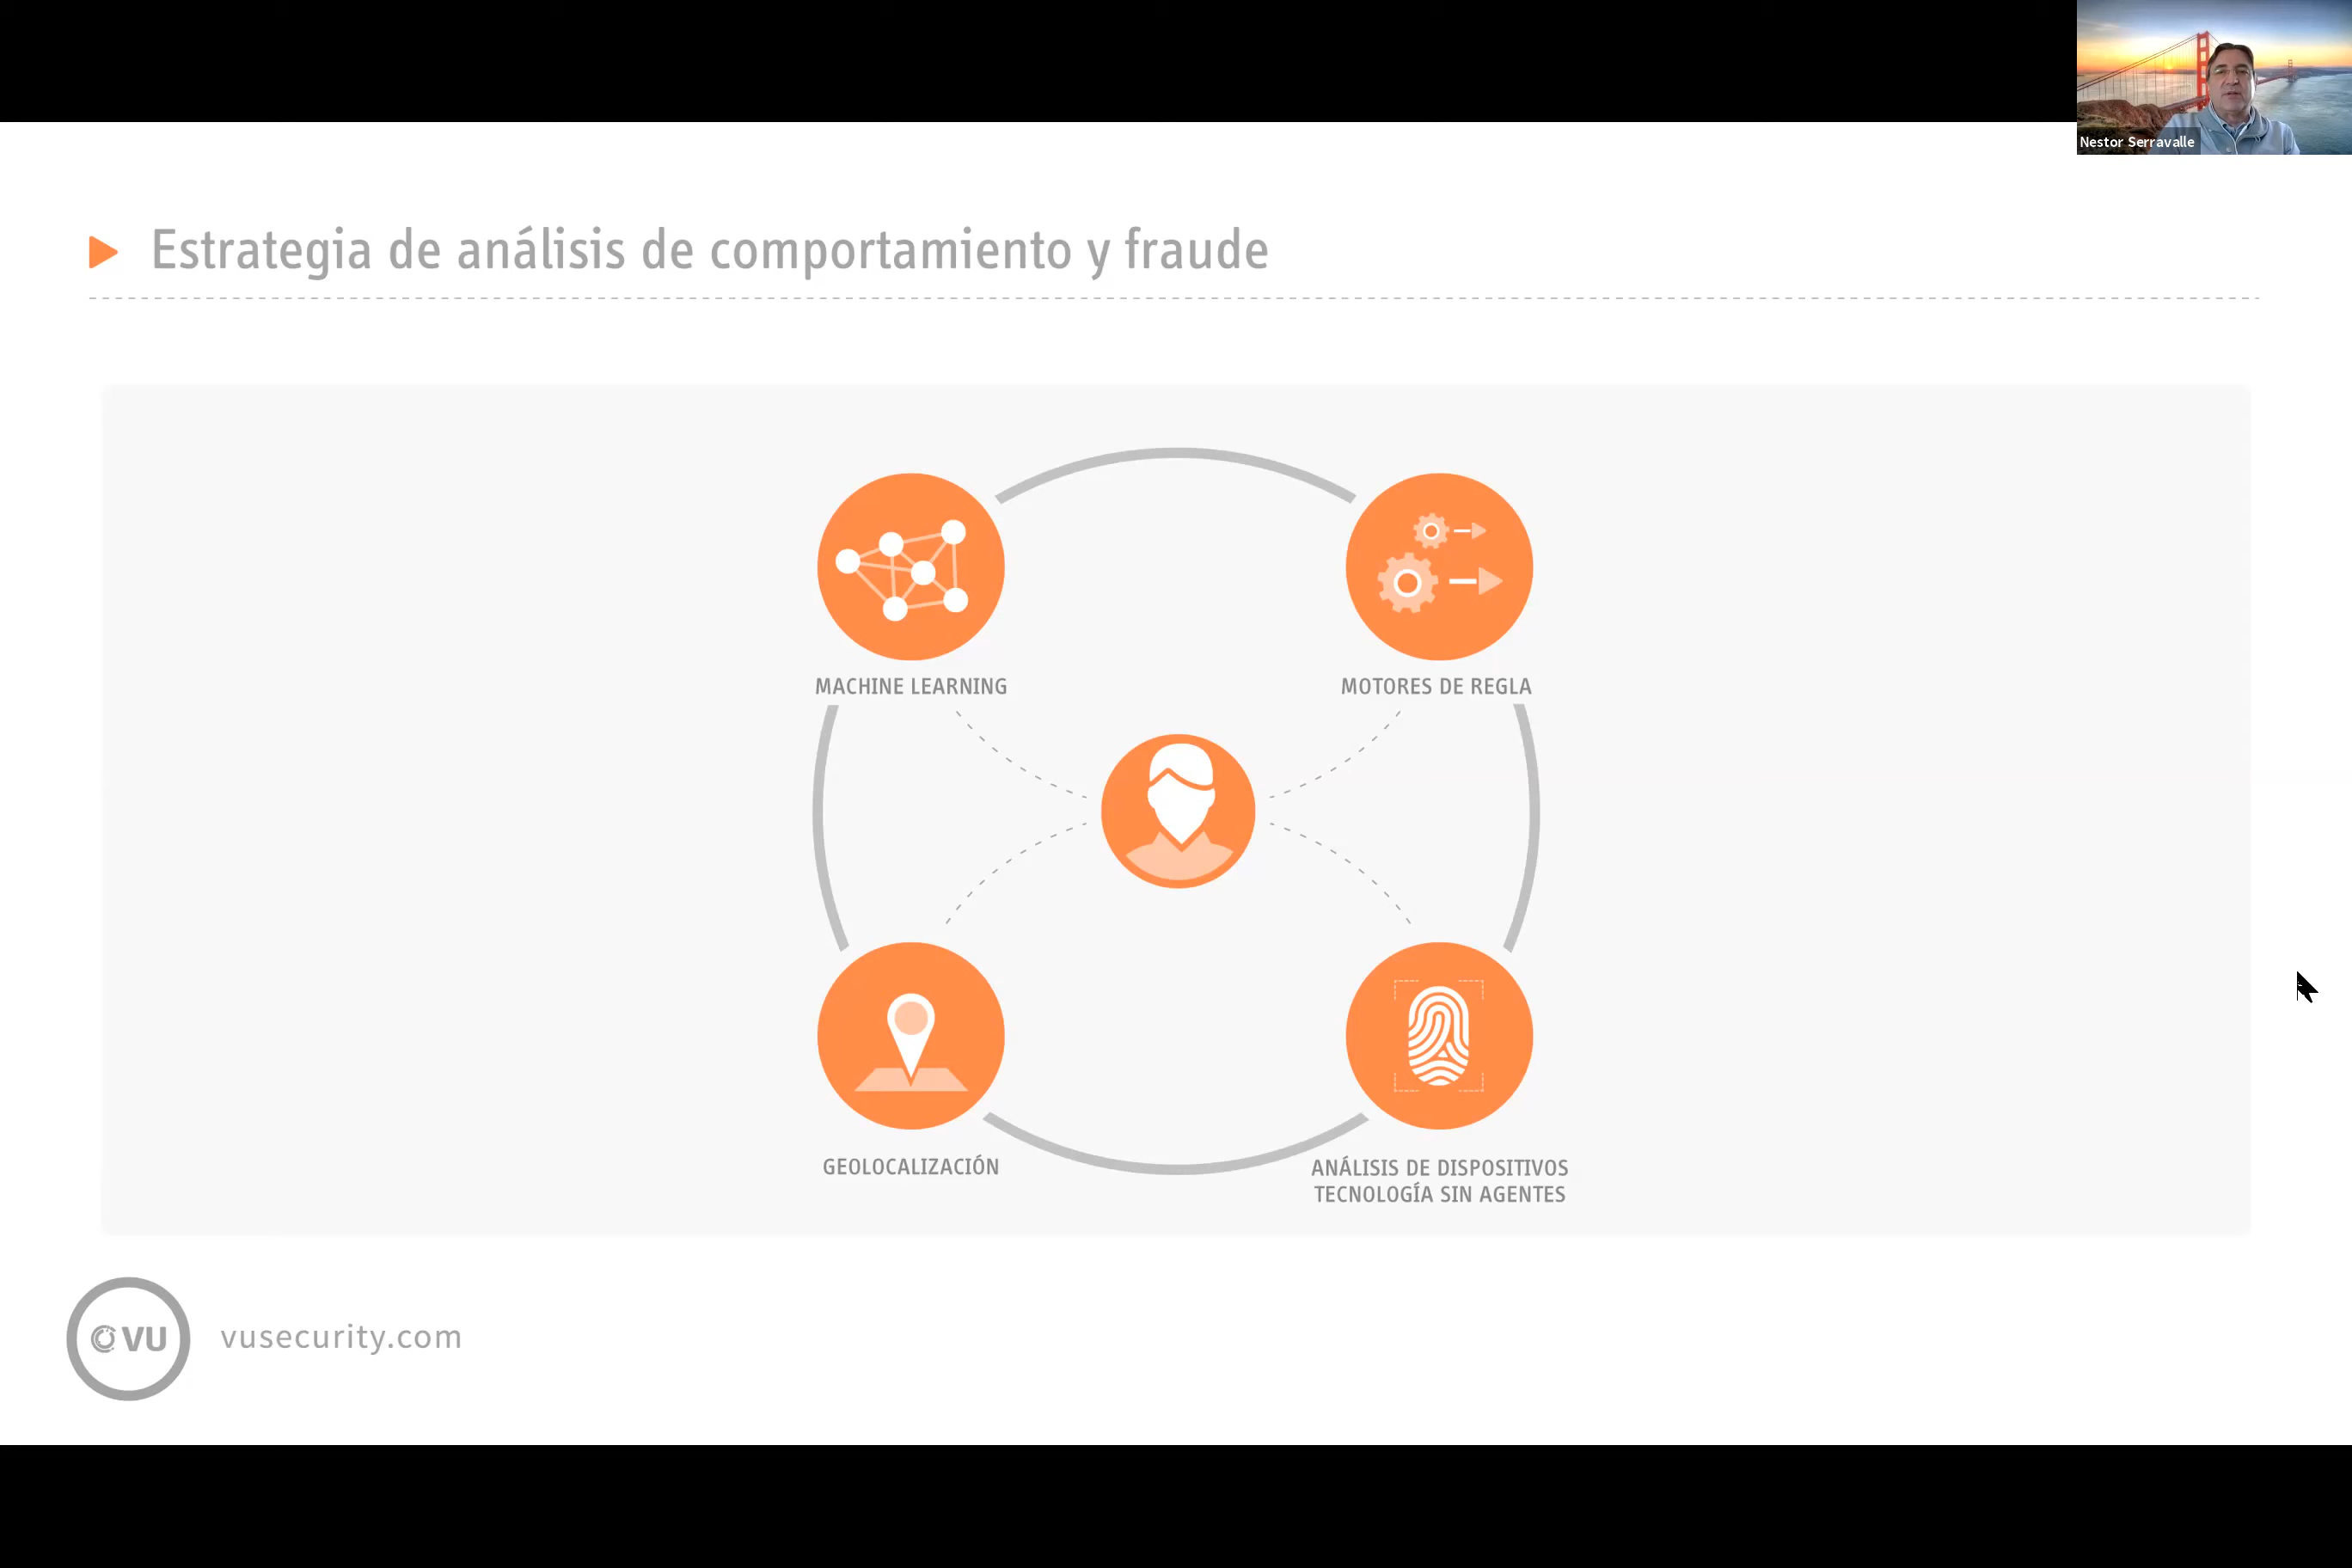 Nestor Serravalle
Estrategia de análisis de comportamiento y fraude
MACHINE LEARNING
MOTORES DE REGLA
GEOLOCALIZACIÓN
ANÁLISIS DE DISPOSITIVOS
TECNOLOGÍA SIN AGENTES
VU
vusecurity.com